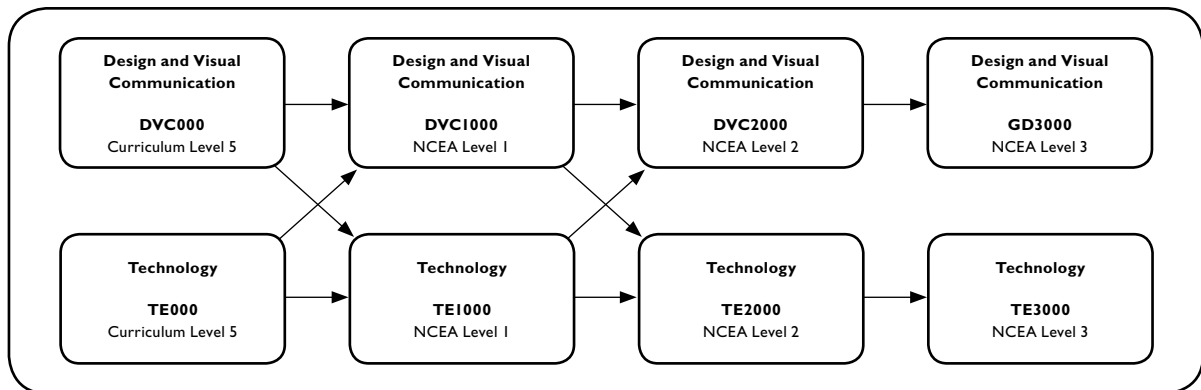 Design and Visual
Communication
DVC000
Curriculum Level 5
Design and Visual
Communication
DVC1000
NCEA Level 1
Design and Visual
Communication
DVC2000
NCEA Level 2
Design and Visual
Communication
GD3000
NCEA Level 3
Technology
TE000
Curriculum Level 5
Technology
TE1000
NCEA Level 1
Technology
TE2000
NCEA Level 2
Technology
TE3000
NCEA Level 3